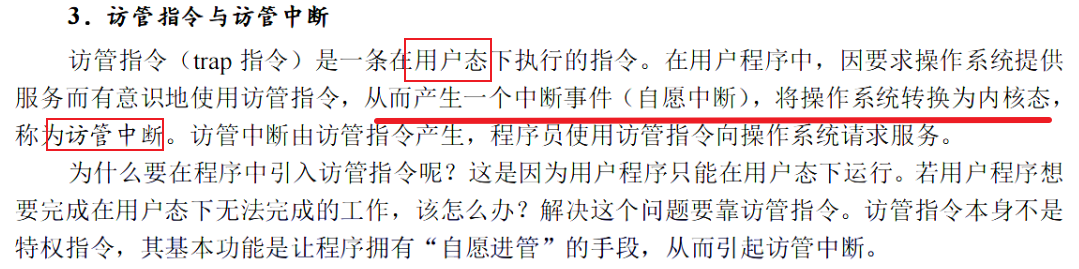 3．访管指令与访管中断
访管指令（trap 指令）是一条在用户态下执行的指令。在用户程序中，因要求操作系统提供
服务而有意识地使用访管指令，从而产生一个中断事件（自愿中断），将操作系统转换为内核态，
称为访管中断。访管中断由访管指令产生，程序员使用访管指令向操作系统请求服务。
为什么要在程序中引入访管指令呢？这是因为用户程序只能在用户态下运行。若用户程序想
要完成在用户态下无法完成的工作，该怎么办？解决这个问题要靠访管指令。访管指令本身不是
特权指令，其基本功能是让程序拥有“自愿进管”的手段，从而引起访管中断。